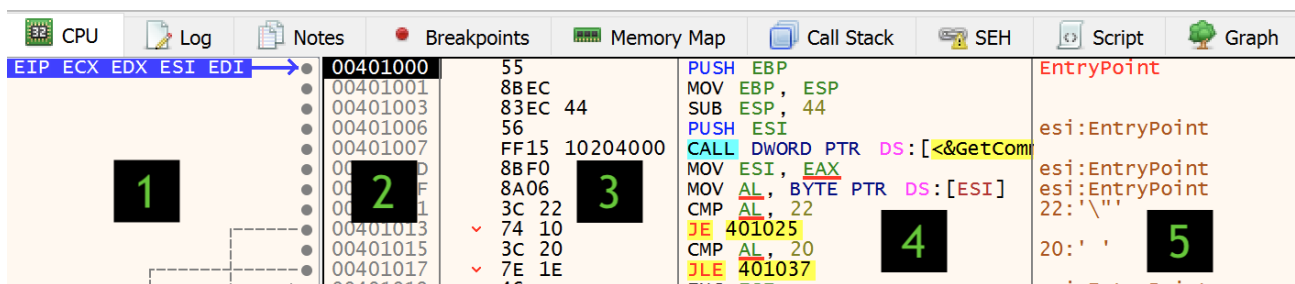 CPU Log Notes Breakpoints Memory Map Call Stack SEH Script Graph
EIP ECX EDX ESI EDI 00401000 55 PUSH EBP EntryPoint
00401001 8BEC MOV EBP, ESP
00401003 83EC 44 SUB ESP, 44
00401006 56 PUSH ESI esi:EntryPoint
00401007 FF15 10204000 CALL DWORD PTR DS:[<&GetComm
D 8BF0 MOV ESI, EAX esi:EntryPoint
F 8A06 MOV AL, BYTE PTR DS:[ESI] esi:EntryPoint
1 3C 22 CMP AL, 22 22:'\"'
00401013 74 10 JE 401025
00401015 3C 20 CMP AL, 20 20:' '
00401017 7E 1E JLE 401037
1 2 3 4 5